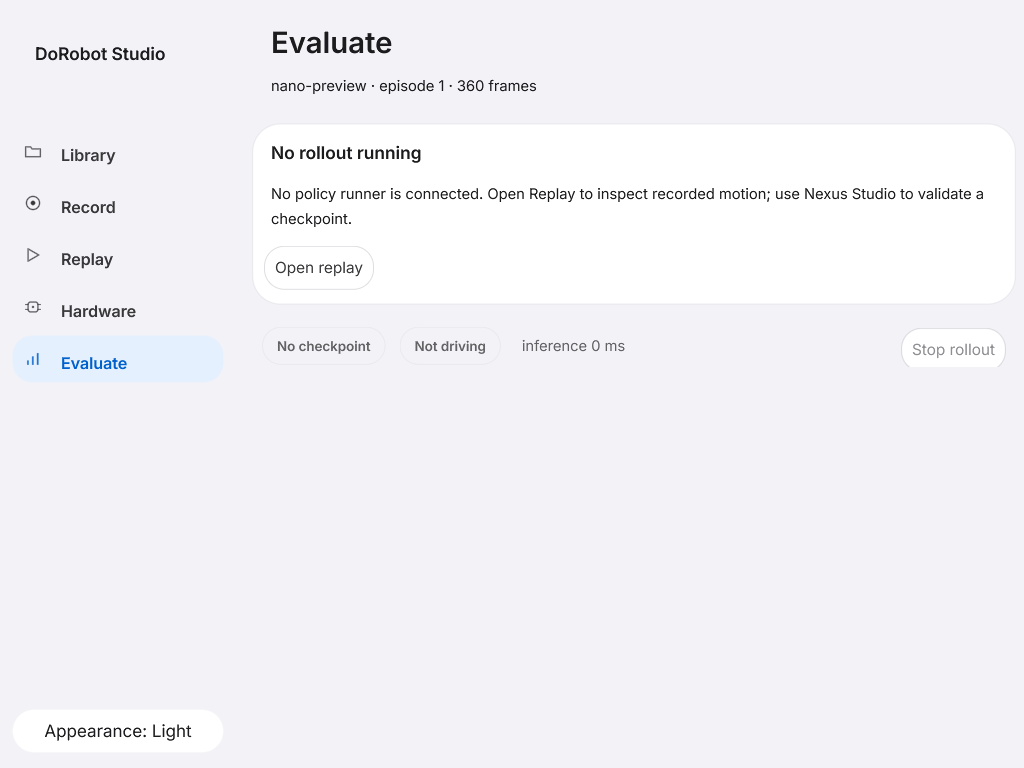 DoRobot Studio
Library
Record
Replay
Hardware
Evaluate
Appearance: Light
Evaluate
nano-preview · episode 1 · 360 frames
No rollout running
No policy runner is connected. Open Replay to inspect recorded motion; use Nexus Studio to validate a
checkpoint.
Open replay
No checkpoint
Not driving
inference 0 ms
Stop rollout